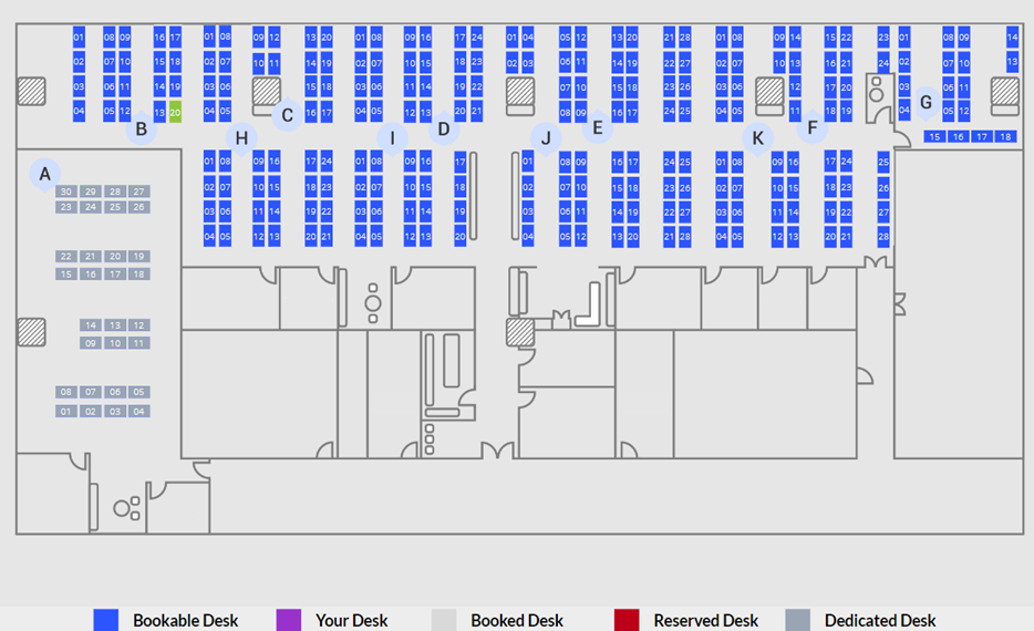 01 08 09 16 17 01 08 09 12 13 20 01 08 09 16 17 24 01 04 05 12 13 20 21 28 01 08 09 14 15 22 23 01 08 09 14
02 07 10 15 18 02 07 10 11 14 19 02 07 10 15 18 23 02 03 06 11 14 19 22 27 02 07 10 13 16 21 24 02 07 10 13
03 06 11 14 19 03 06 15 18 03 06 11 14 19 22 07 10 15 18 23 26 03 06 12 17 20 03 06 11
04 05 12 13 20 04 05 16 17 04 05 12 13 20 21 08 09 16 17 24 25 04 05 11 18 19 04 05 12
B C D E F G
H I J K
15 16 17 18
01 08 09 16 17 24 01 08 09 16 17 01 08 09 16 17 24 25 01 08 09 16 17 24 25
02 07 10 15 18 23 02 07 10 15 18 02 07 10 15 18 23 26 02 07 10 15 18 23 26
03 06 11 14 19 22 03 06 11 14 19 03 06 11 14 19 22 27 03 06 11 14 19 22 27
04 05 12 13 20 21 04 05 12 13 20 04 05 12 13 20 21 28 04 05 12 13 20 21 28
A
30 29 28 27
23 24 25 26
22 21 20 19
15 16 17 18
14 13 12
09 10 11
08 07 06 05
01 02 03 04
Bookable Desk Your Desk Booked Desk Reserved Desk Dedicated Desk